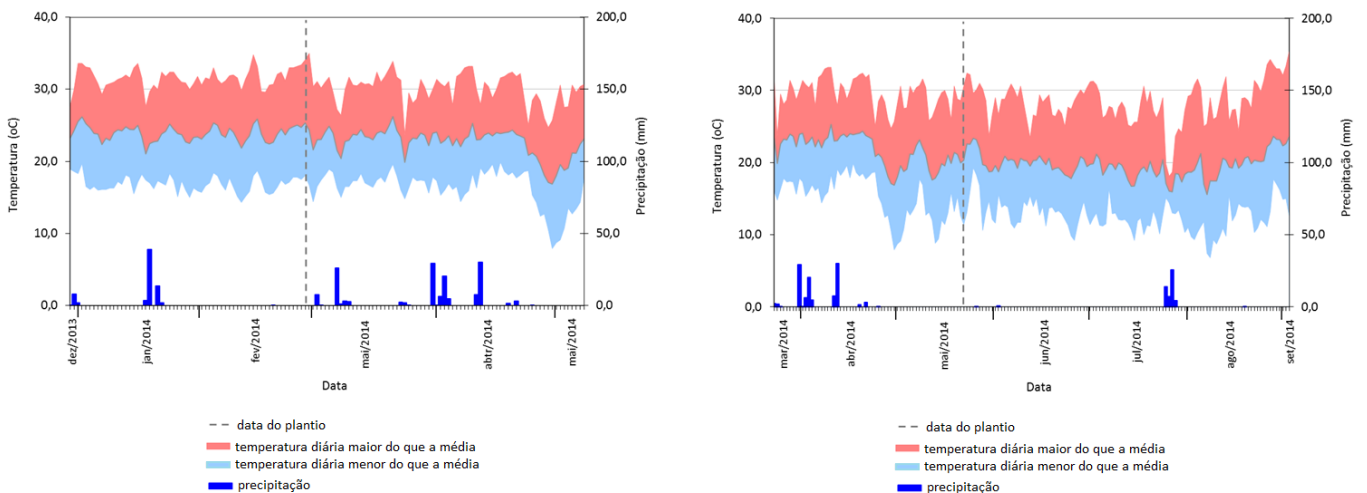 40,0
30,0
20,0
10,0
0,0
Temperatura (oC)
200,0
150,0
100,0
50,0
0,0
Precipitação (mm)
dez/2013
jan/2014
fev/2014
mai/2014
abtr/2014
mai/2014
Data
data do plantio
temperatura diária maior do que a média
temperatura diária menor do que a média
precipitação
40,0
30,0
20,0
10,0
0,0
Temperatura (oC)
200,0
150,0
100,0
50,0
0,0
Precipitação (mm)
mar/2014
abr/2014
mai/2014
jun/2014
jul/2014
ago/2014
set/2014
Data
data do plantio
temperatura diária maior do que a média
temperatura diária menor do que a média
precipitação